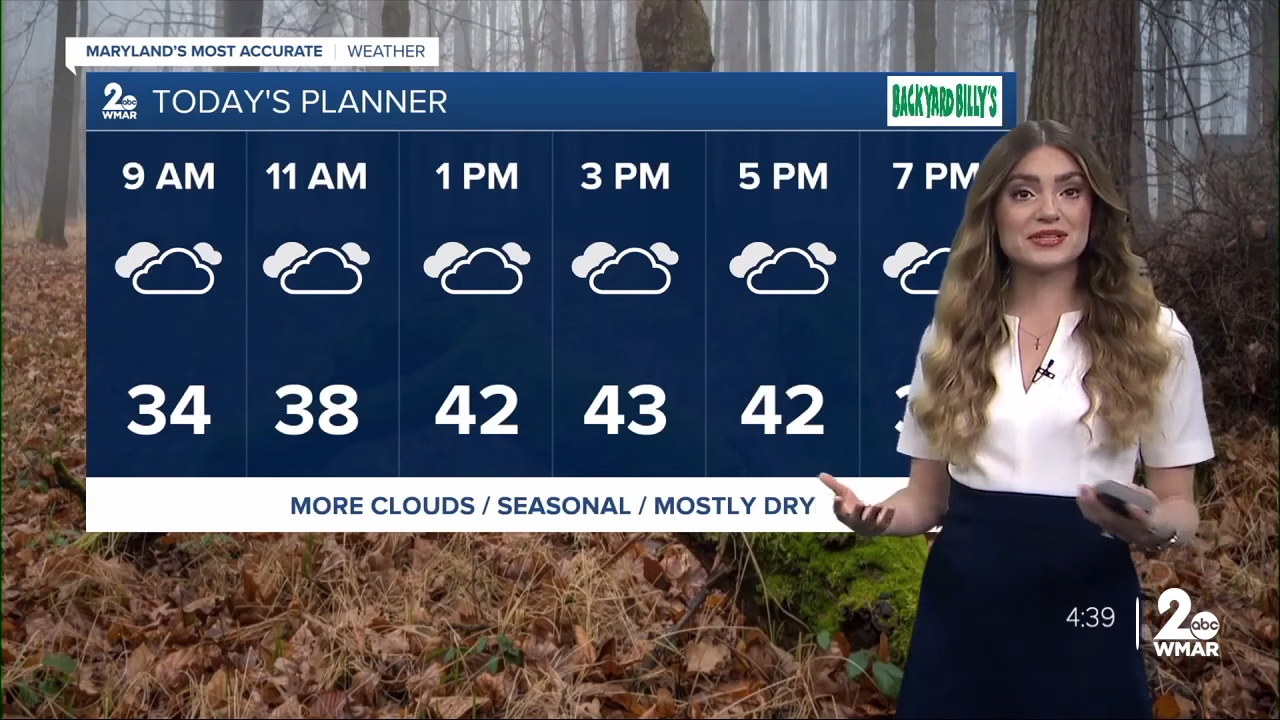 MARYLAND'S MOST ACCURATE | WEATHER
2 abc WMAR TODAY'S PLANNER BACKYARD BILLY'S
9 AM 11 AM 1 PM 3 PM 5 PM 7 PM
34 38 42 43 42
MORE CLOUDS / SEASONAL / MOSTLY DRY
4:39 2 abc WMAR